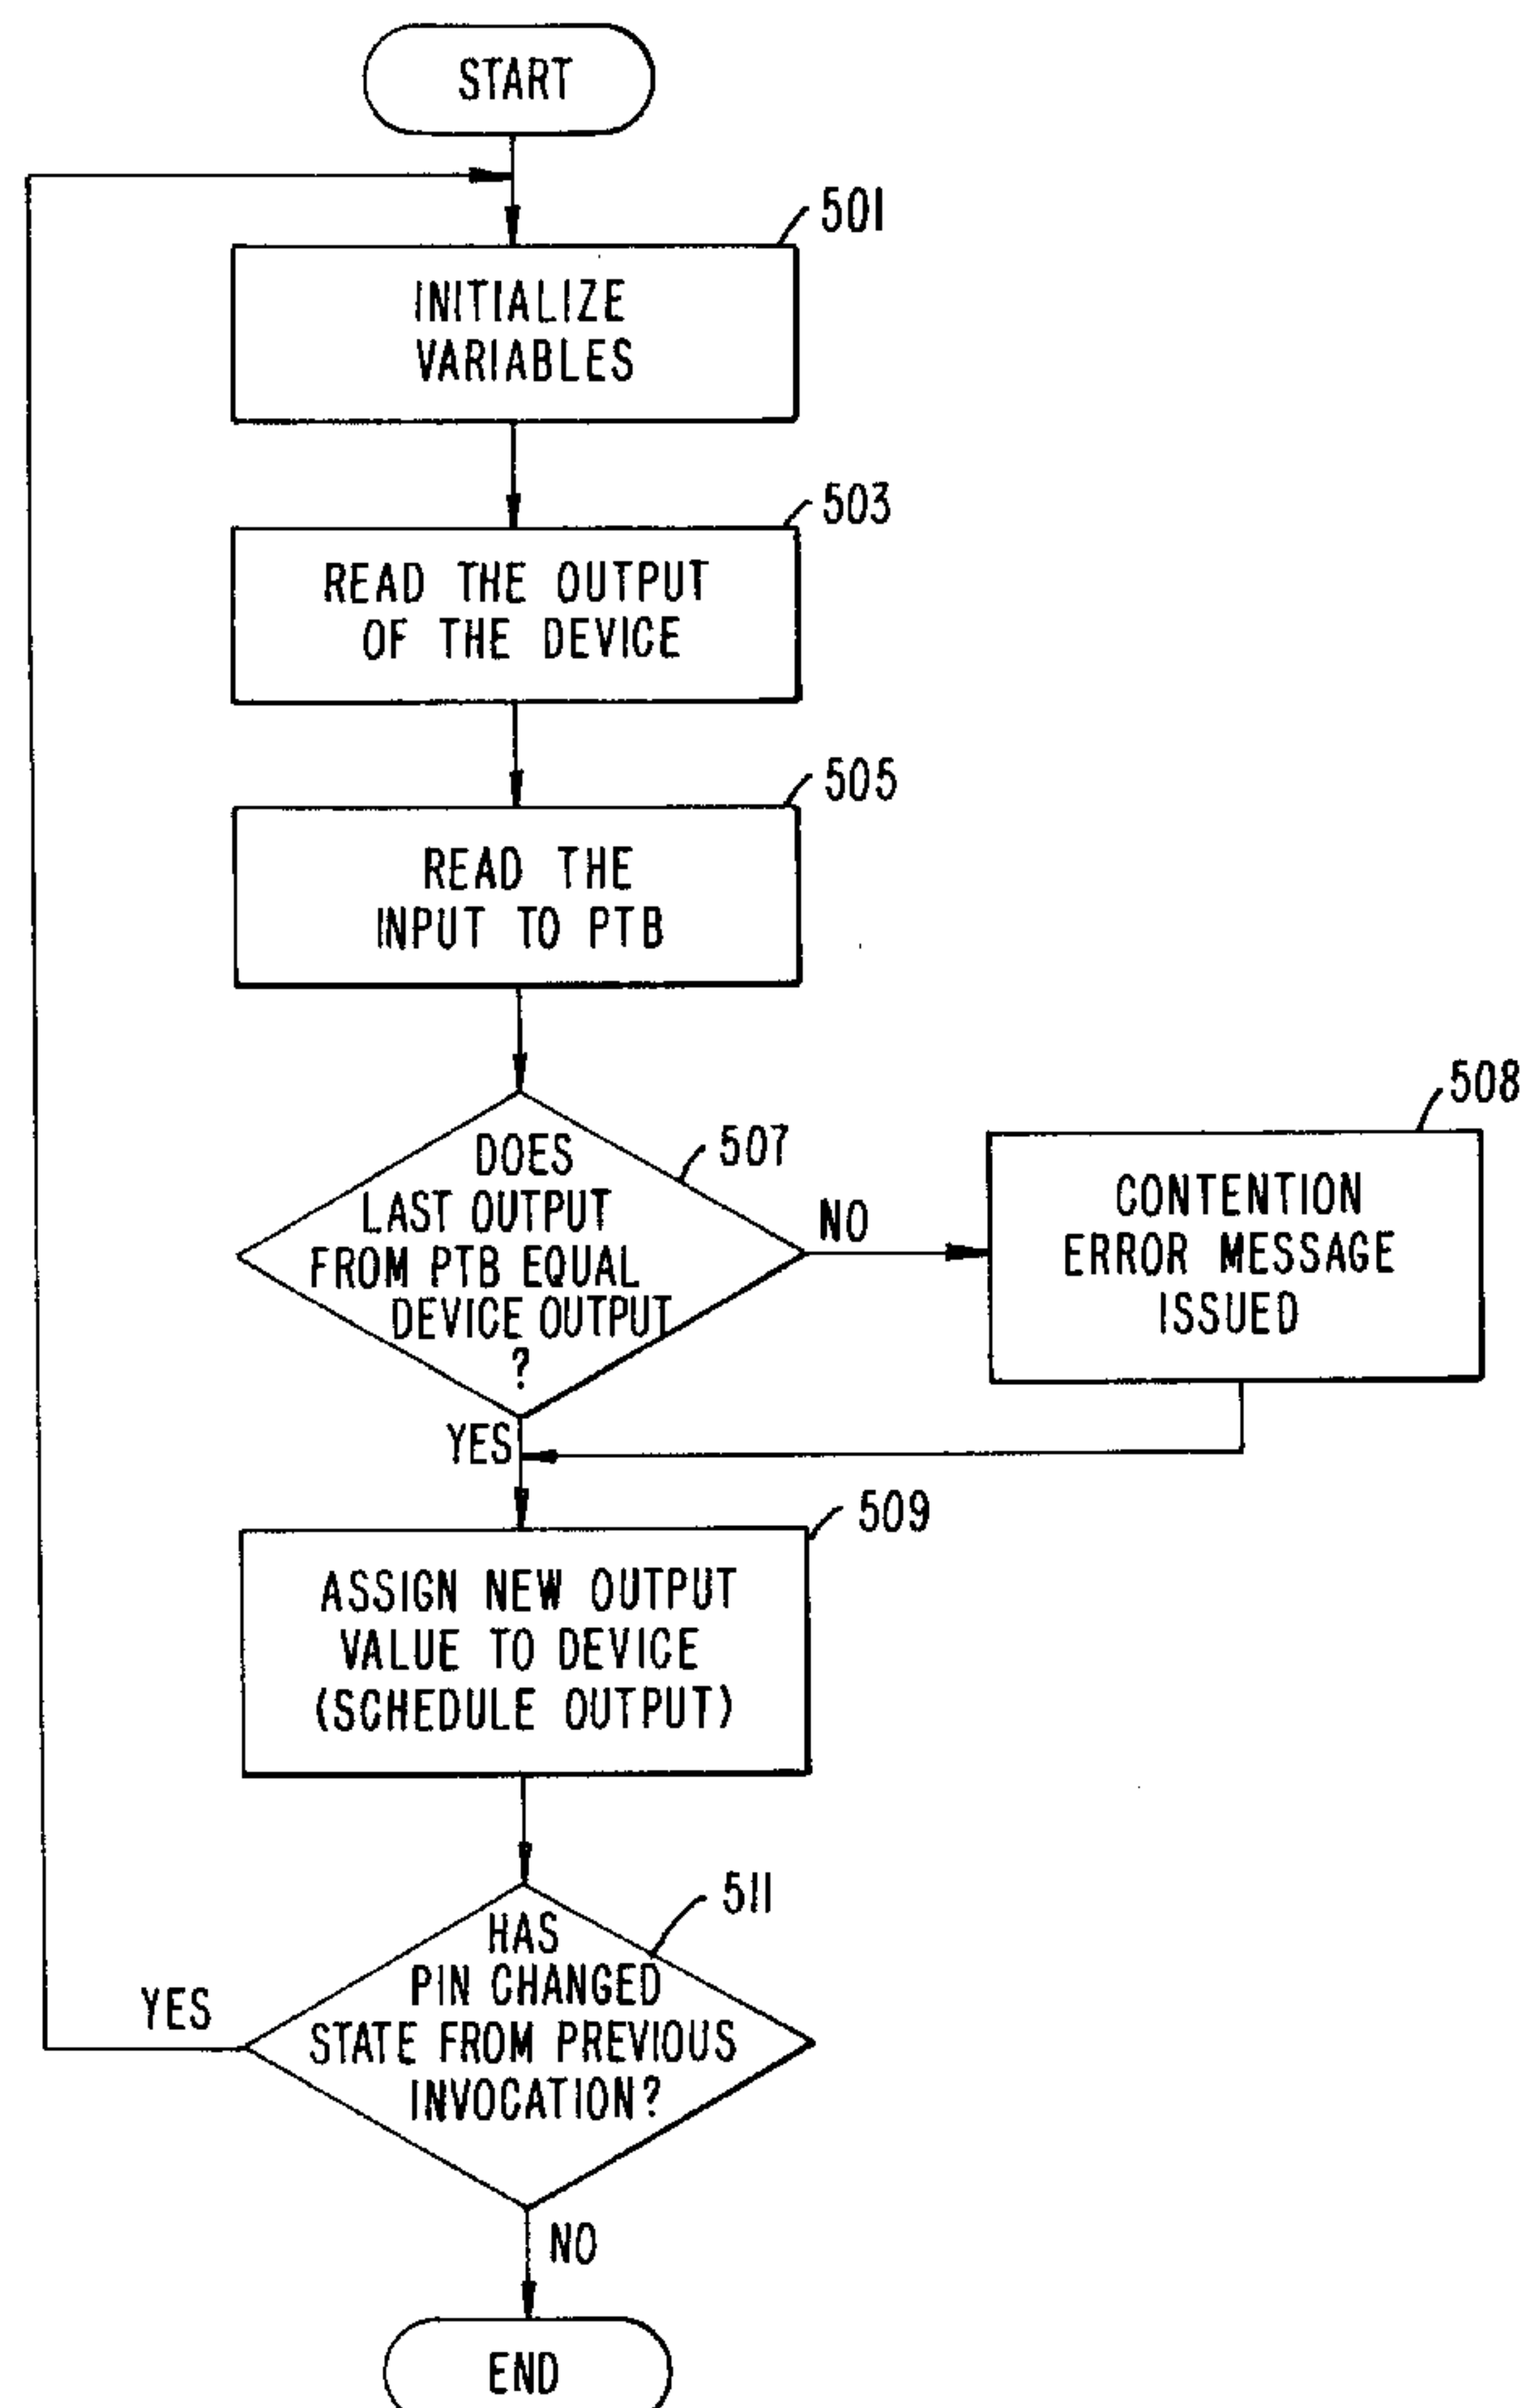 START
501
INITIALIZE
VARIABLES
503
READ THE OUTPUT
OF THE DEVICE
505
READ THE
INPUT TO PTB
507
DOES
LAST OUTPUT
FROM PTB EQUAL
DEVICE OUTPUT
?
NO
508
CONTENTION
ERROR MESSAGE
ISSUED
YES
509
ASSIGN NEW OUTPUT
VALUE TO DEVICE
(SCHEDULE OUTPUT)
511
HAS
PIN CHANGED
STATE FROM PREVIOUS
INVOCATION?
YES
NO
END